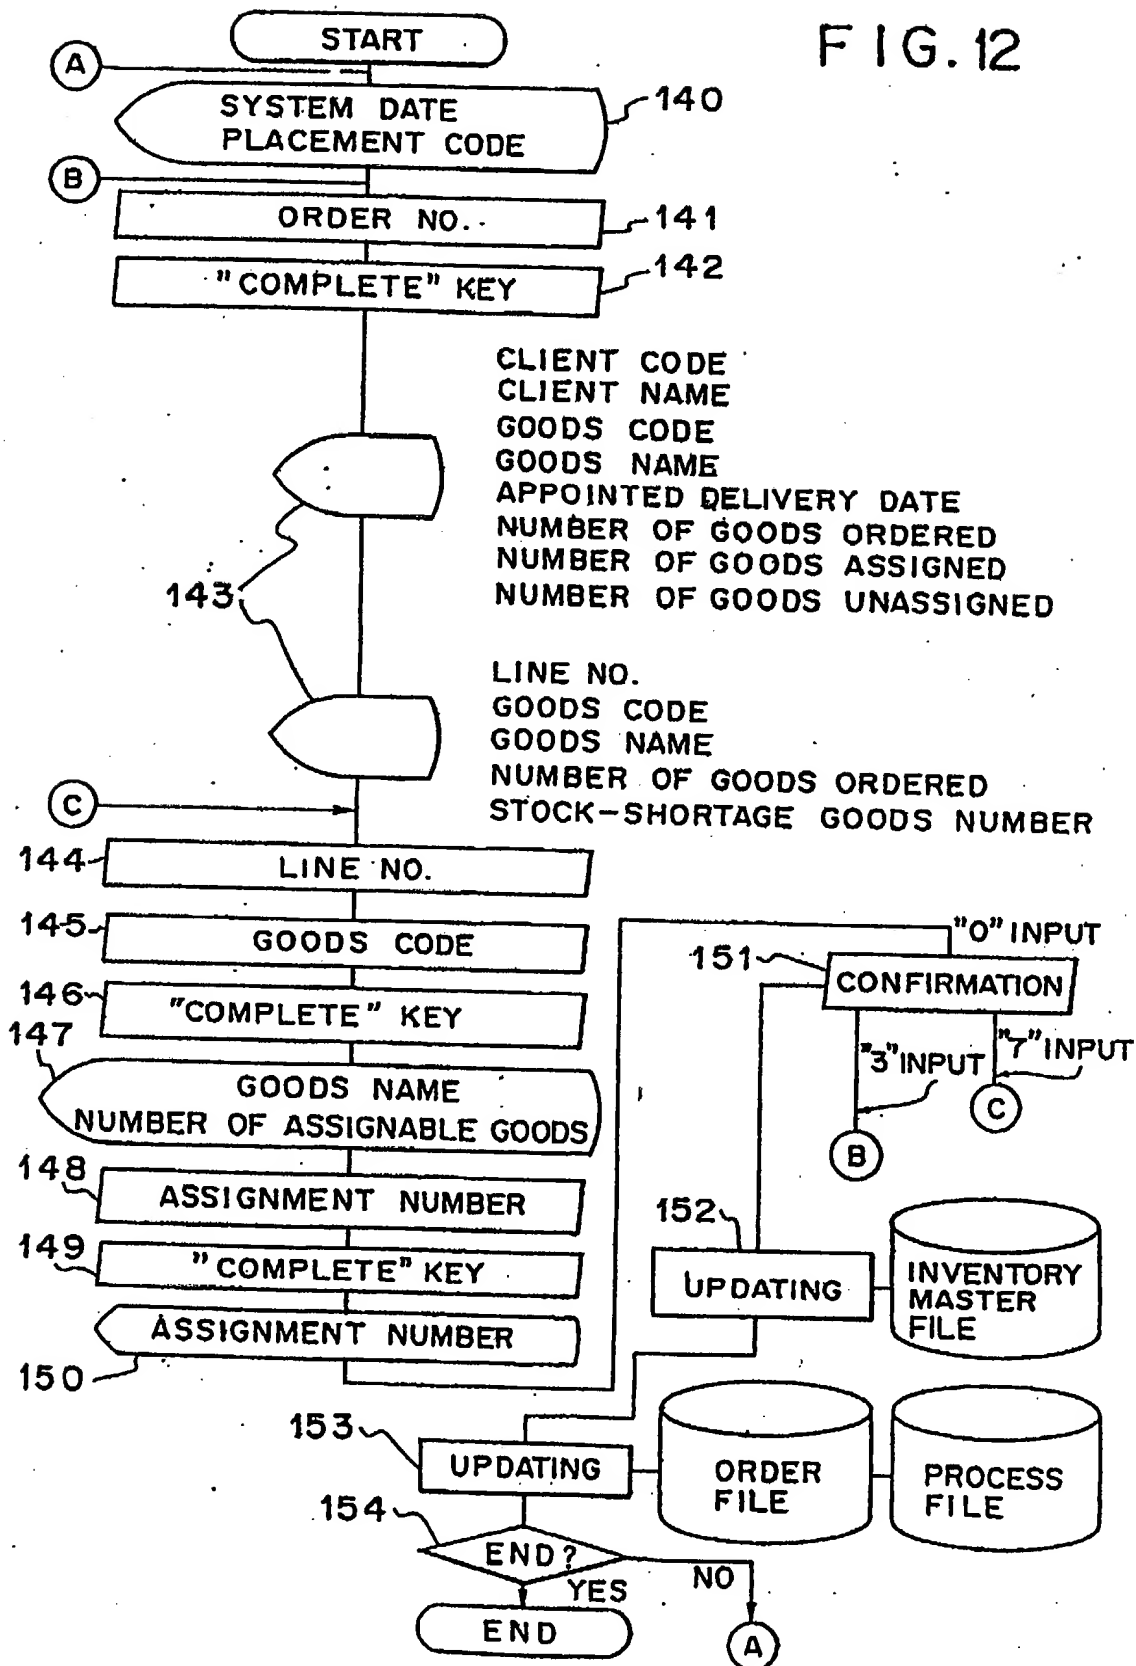 START
FIG. 12
A
SYSTEM DATE
PLACEMENT CODE
140
B
ORDER NO.
141
"COMPLETE" KEY
142
CLIENT CODE
CLIENT NAME
GOODS CODE
GOODS NAME
APPOINTED DELIVERY DATE
NUMBER OF GOODS ORDERED
NUMBER OF GOODS ASSIGNED
NUMBER OF GOODS UNASSIGNED
143
LINE NO.
GOODS CODE
GOODS NAME
NUMBER OF GOODS ORDERED
STOCK-SHORTAGE GOODS NUMBER
C
144
LINE NO.
145
GOODS CODE
146
"COMPLETE" KEY
147
GOODS NAME
NUMBER OF ASSIGNABLE GOODS
148
ASSIGNMENT NUMBER
149
"COMPLETE" KEY
ASSIGNMENT NUMBER
150
"0" INPUT
151
CONFIRMATION
"3" INPUT
"7" INPUT
C
B
152
UPDATING
INVENTORY
MASTER
FILE
153
UPDATING
ORDER
FILE
PROCESS
FILE
154
END?
YES
NO
END
A